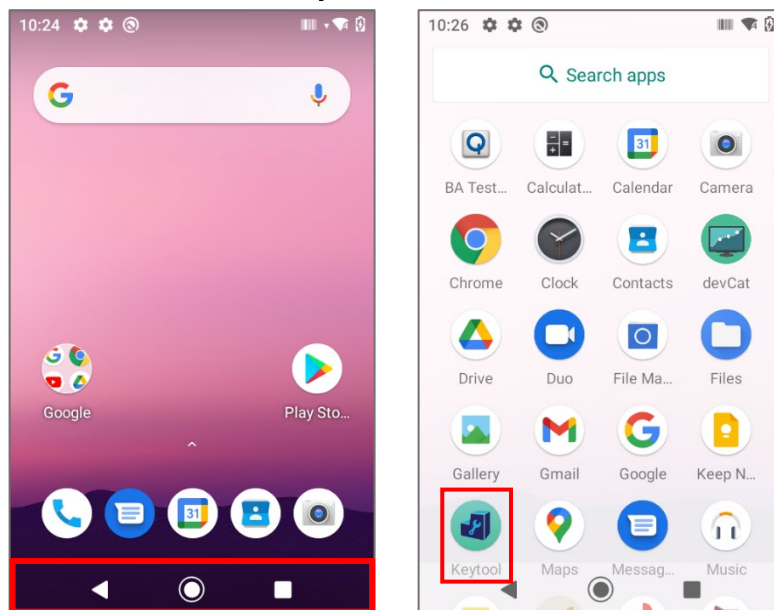 10:24
Google
Play Sto...
31
10:26
Search apps
31
BA Test... Calculat... Calendar Camera
Chrome Clock Contacts devCat
Drive Duo File Ma... Files
Gallery Gmail Google Keep N...
Keytool Maps Messag... Music